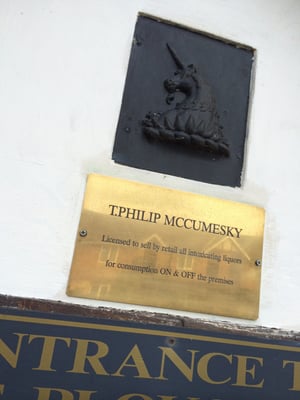 T.PHILIP MCCUMESKY
Licensed to sell by retail all intoxicating liquors
for consumption ON & OFF the premises
ENTRANCE T